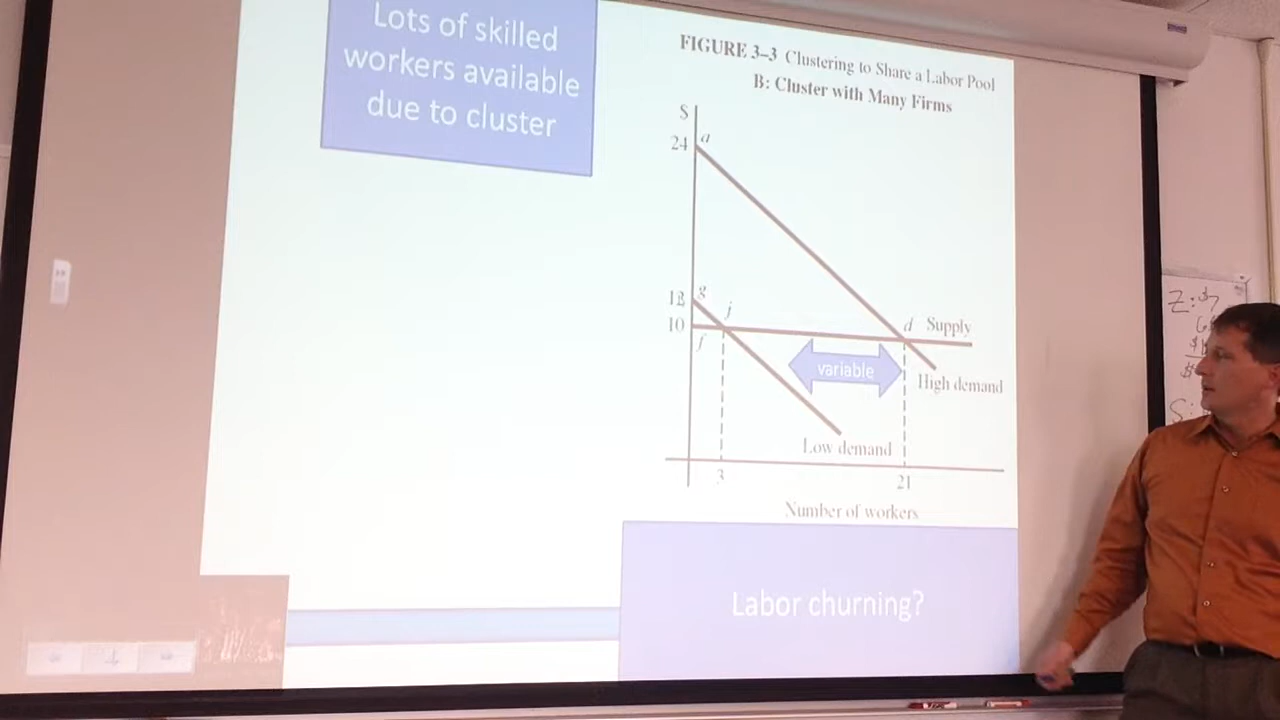 Lots of skilled
workers available
due to cluster
FIGURE 3–3 Clustering to Share a Labor Pool
B: Cluster with Many Firms
$
24
a
g
j
10
f
d
Supply
variable
High demand
Low demand
3
21
Number of workers
Labor churning?
Z: